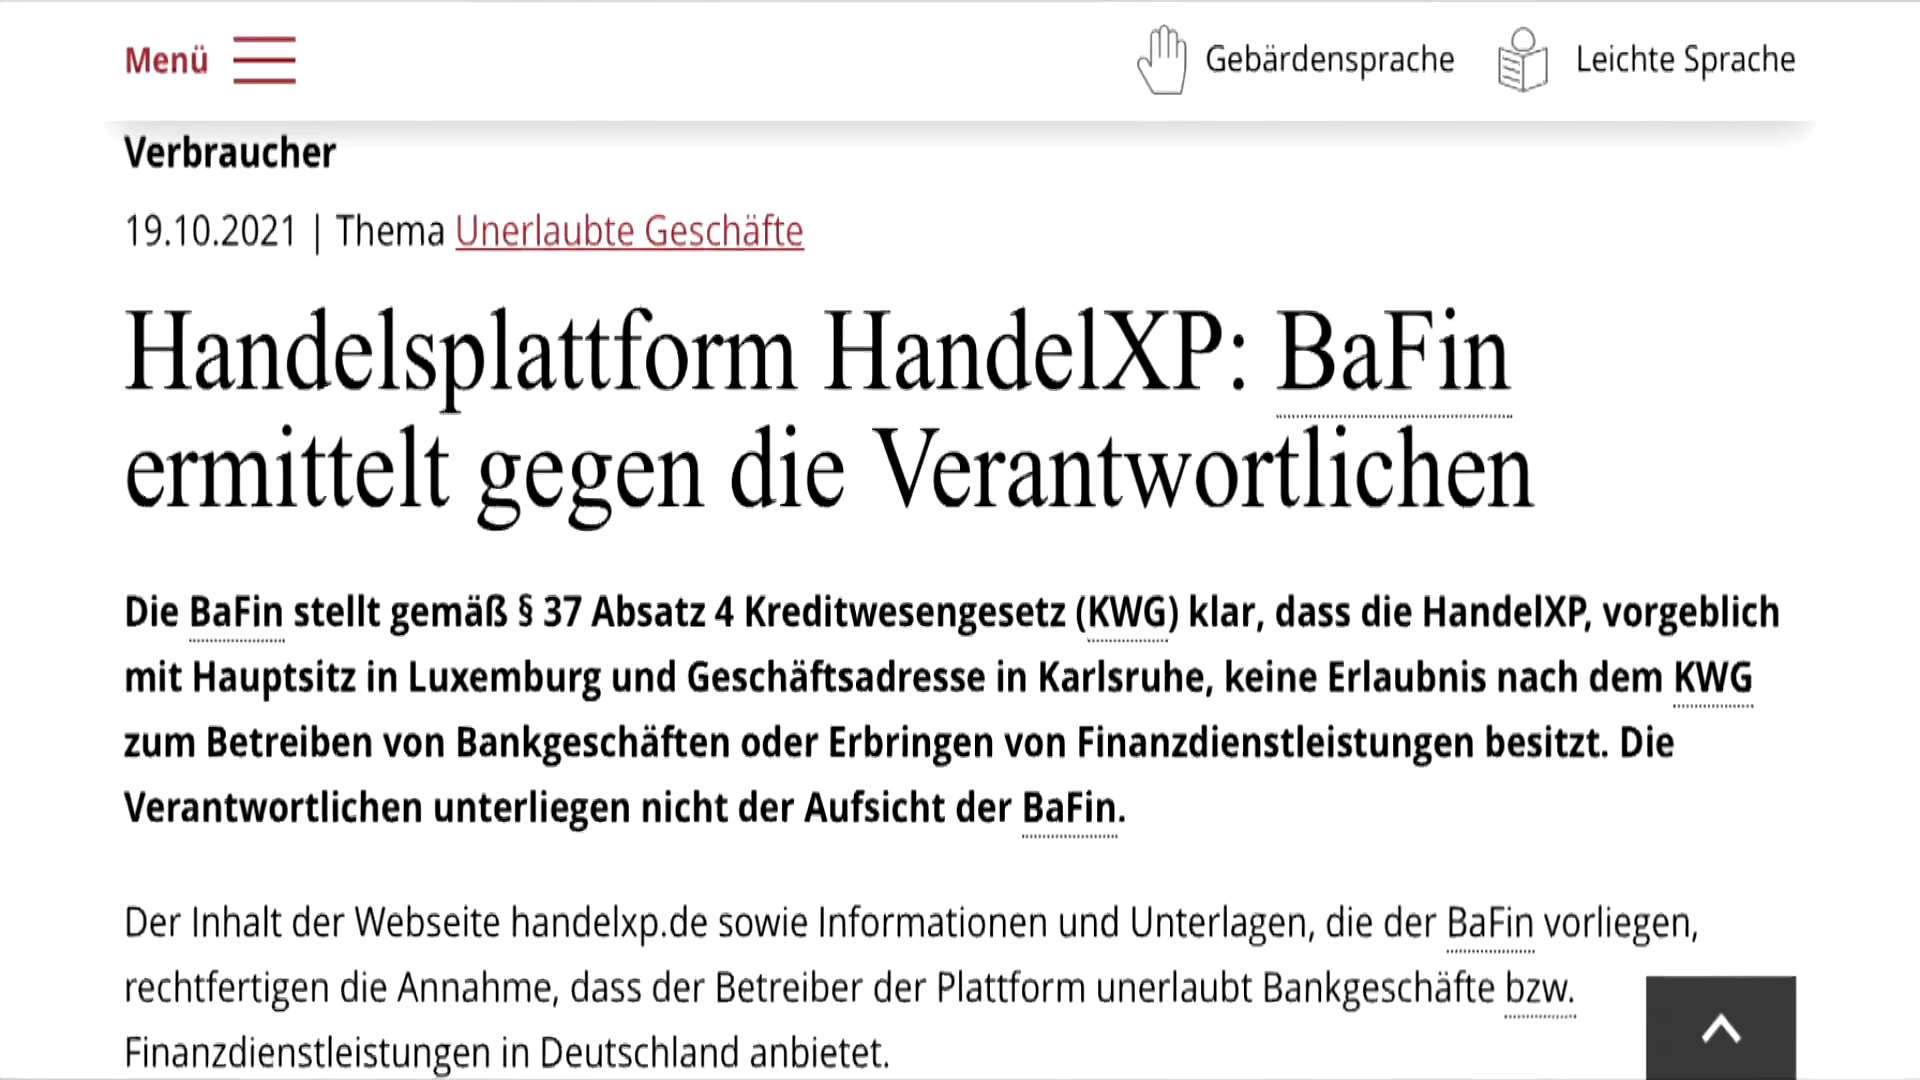 Menü
Gebärdensprache
Leichte Sprache
Verbraucher
19.10.2021 | Thema Unerlaubte Geschäfte
Handelsplattform HandelXP: BaFin
ermittelt gegen die Verantwortlichen
Die BaFin stellt gemäß § 37 Absatz 4 Kreditwesengesetz (KWG) klar, dass die HandelXP, vorgeblich
mit Hauptsitz in Luxemburg und Geschäftsadresse in Karlsruhe, keine Erlaubnis nach dem KWG
zum Betreiben von Bankgeschäften oder Erbringen von Finanzdienstleistungen besitzt. Die
Verantwortlichen unterliegen nicht der Aufsicht der BaFin.
Der Inhalt der Webseite handelxp.de sowie Informationen und Unterlagen, die der BaFin vorliegen,
rechtfertigen die Annahme, dass der Betreiber der Plattform unerlaubt Bankgeschäfte bzw.
Finanzdienstleistungen in Deutschland anbietet.